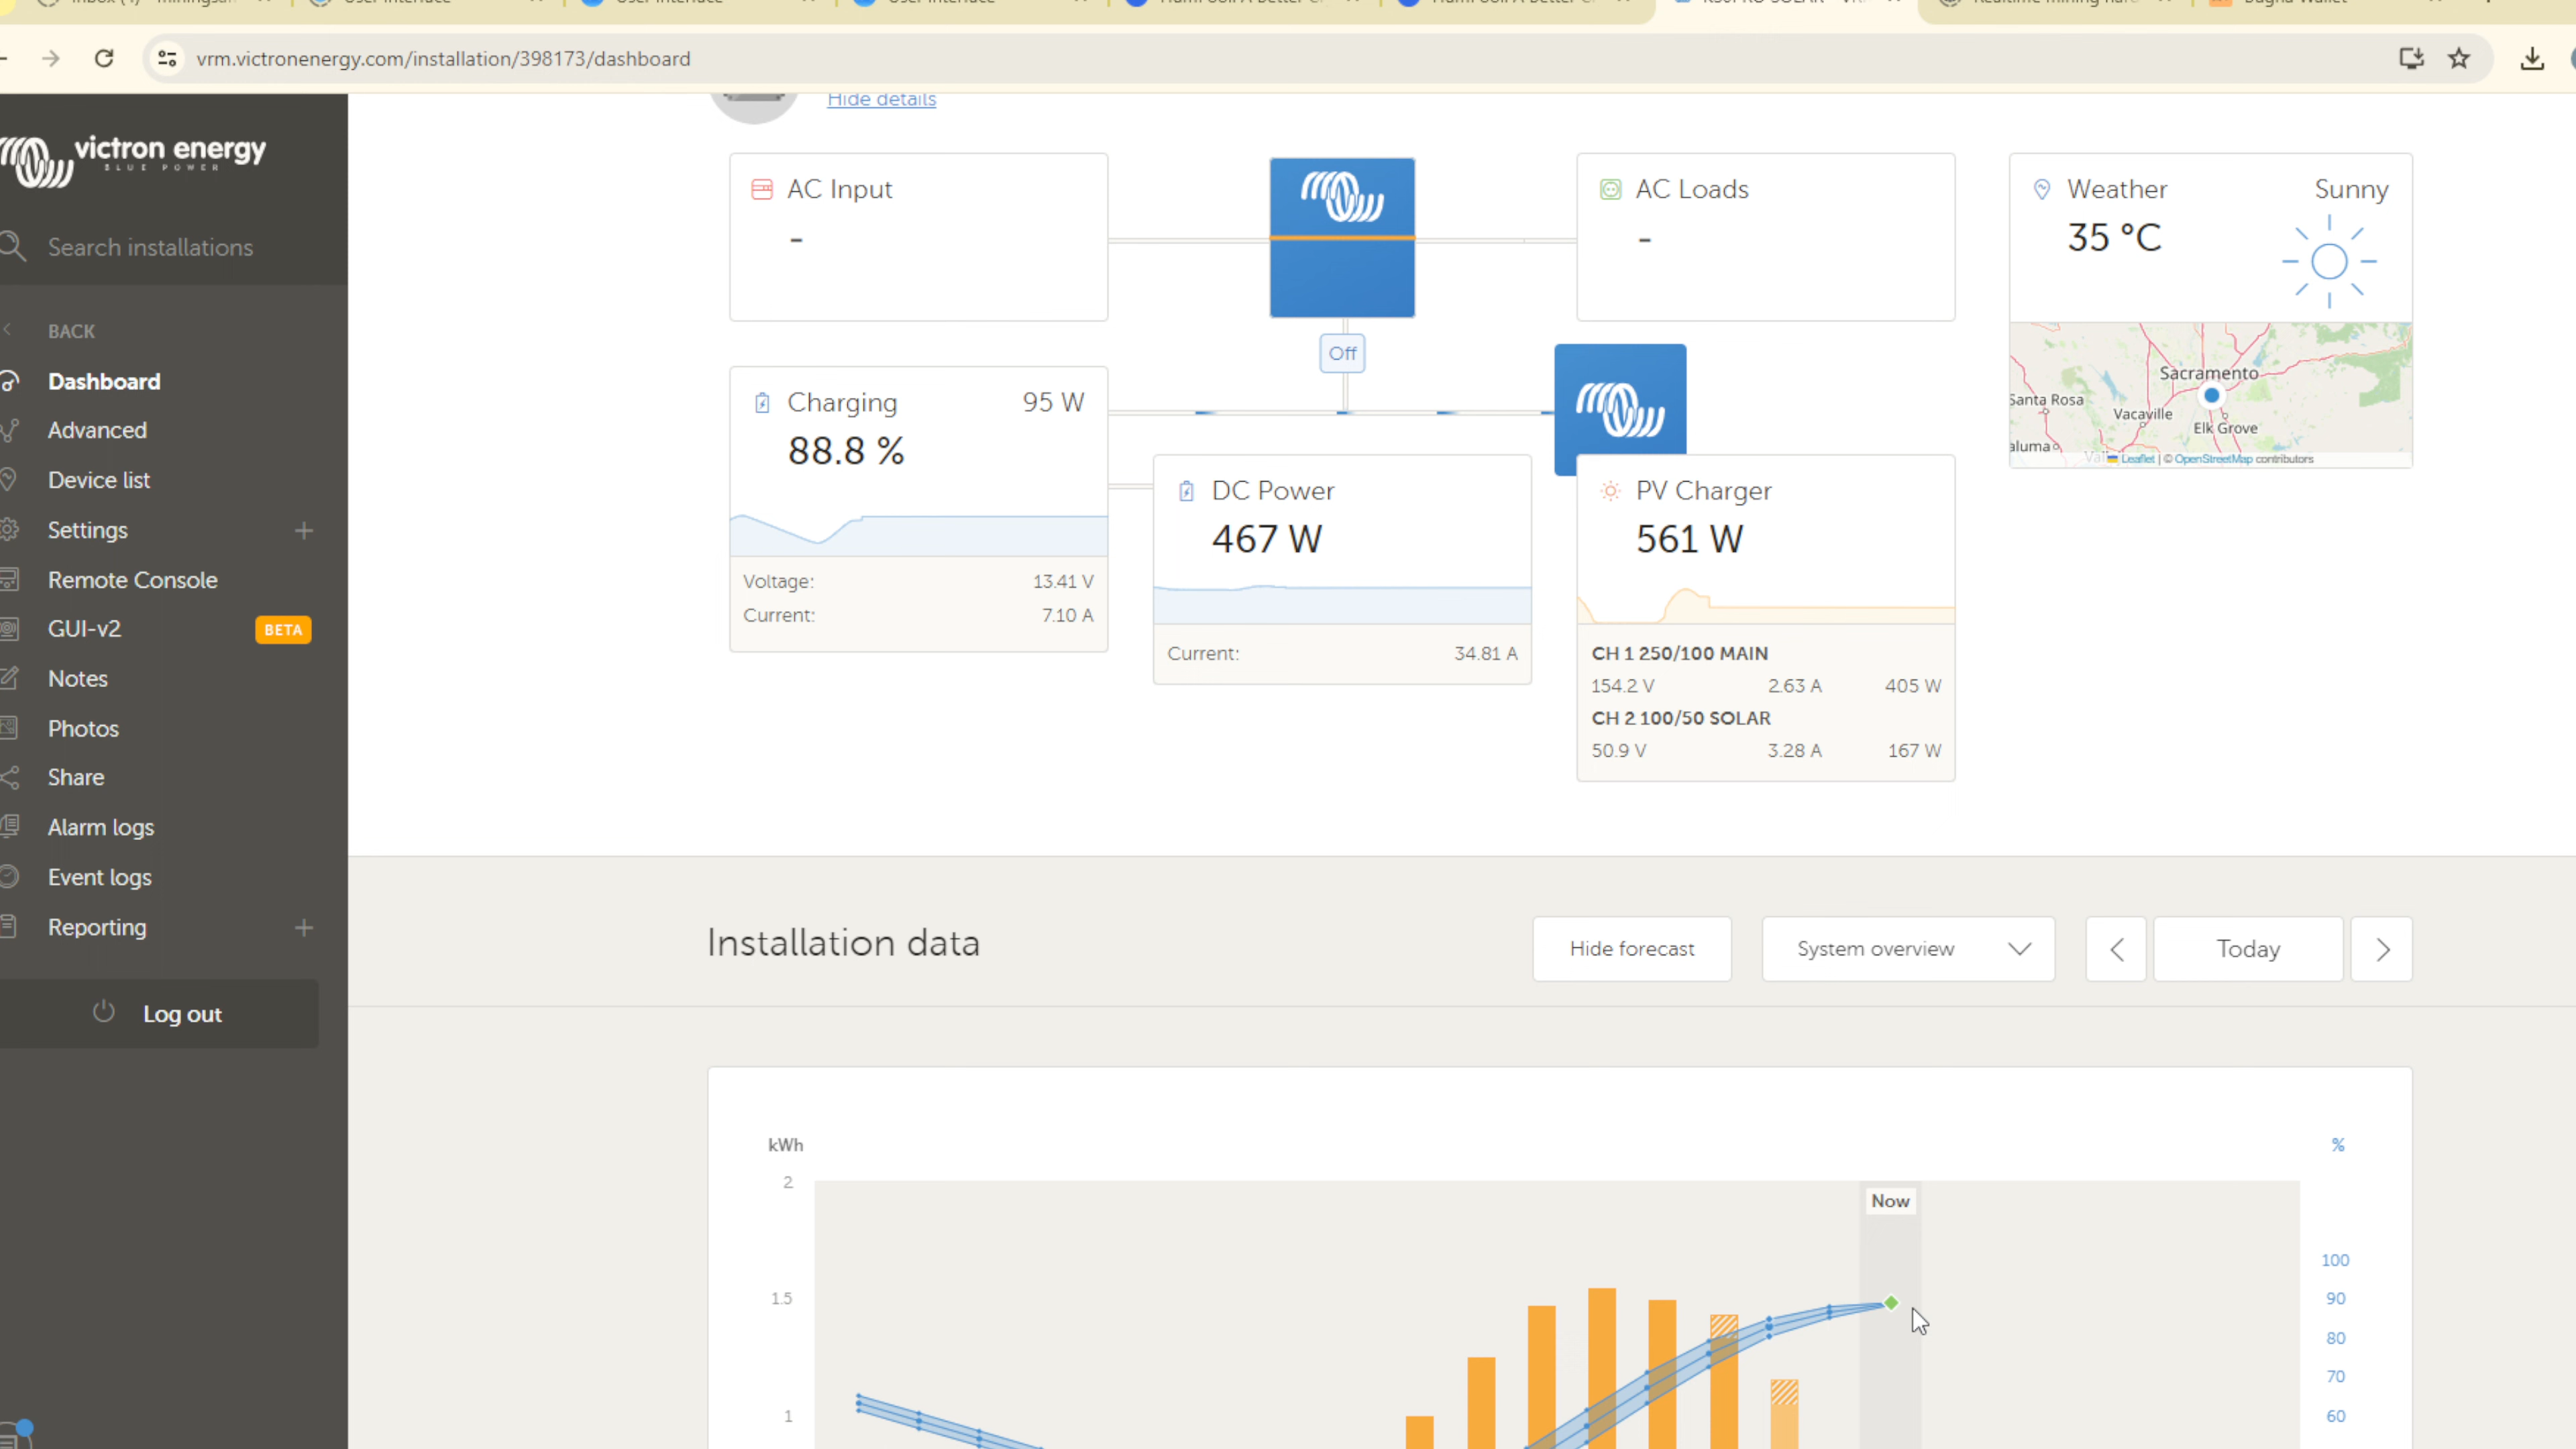 vrm.victronenergy.com/installation/398173/dashboard
Hide details
victron energy
BLUE POWER
Search installations
BACK
Dashboard
Advanced
Device list
Settings
Remote Console
GUI-v2 BETA
Notes
Photos
Share
Alarm logs
Event logs
Reporting
Log out
AC Input
-
AC Loads
-
Off
Weather Sunny
35 °C
Sacramento
Santa Rosa
Vacaville
Elk Grove
Leaflet | © OpenStreetMap contributors
Charging 95 W
88.8 %
Voltage: 13.41 V
Current: 7.10 A
DC Power
467 W
Current: 34.81 A
PV Charger
561 W
CH 1 250/100 MAIN
154.2 V 2.63 A 405 W
CH 2 100/50 SOLAR
50.9 V 3.28 A 167 W
Installation data
Hide forecast
System overview
Today
kWh
%
2
Now
100
1.5
90
80
70
1
60